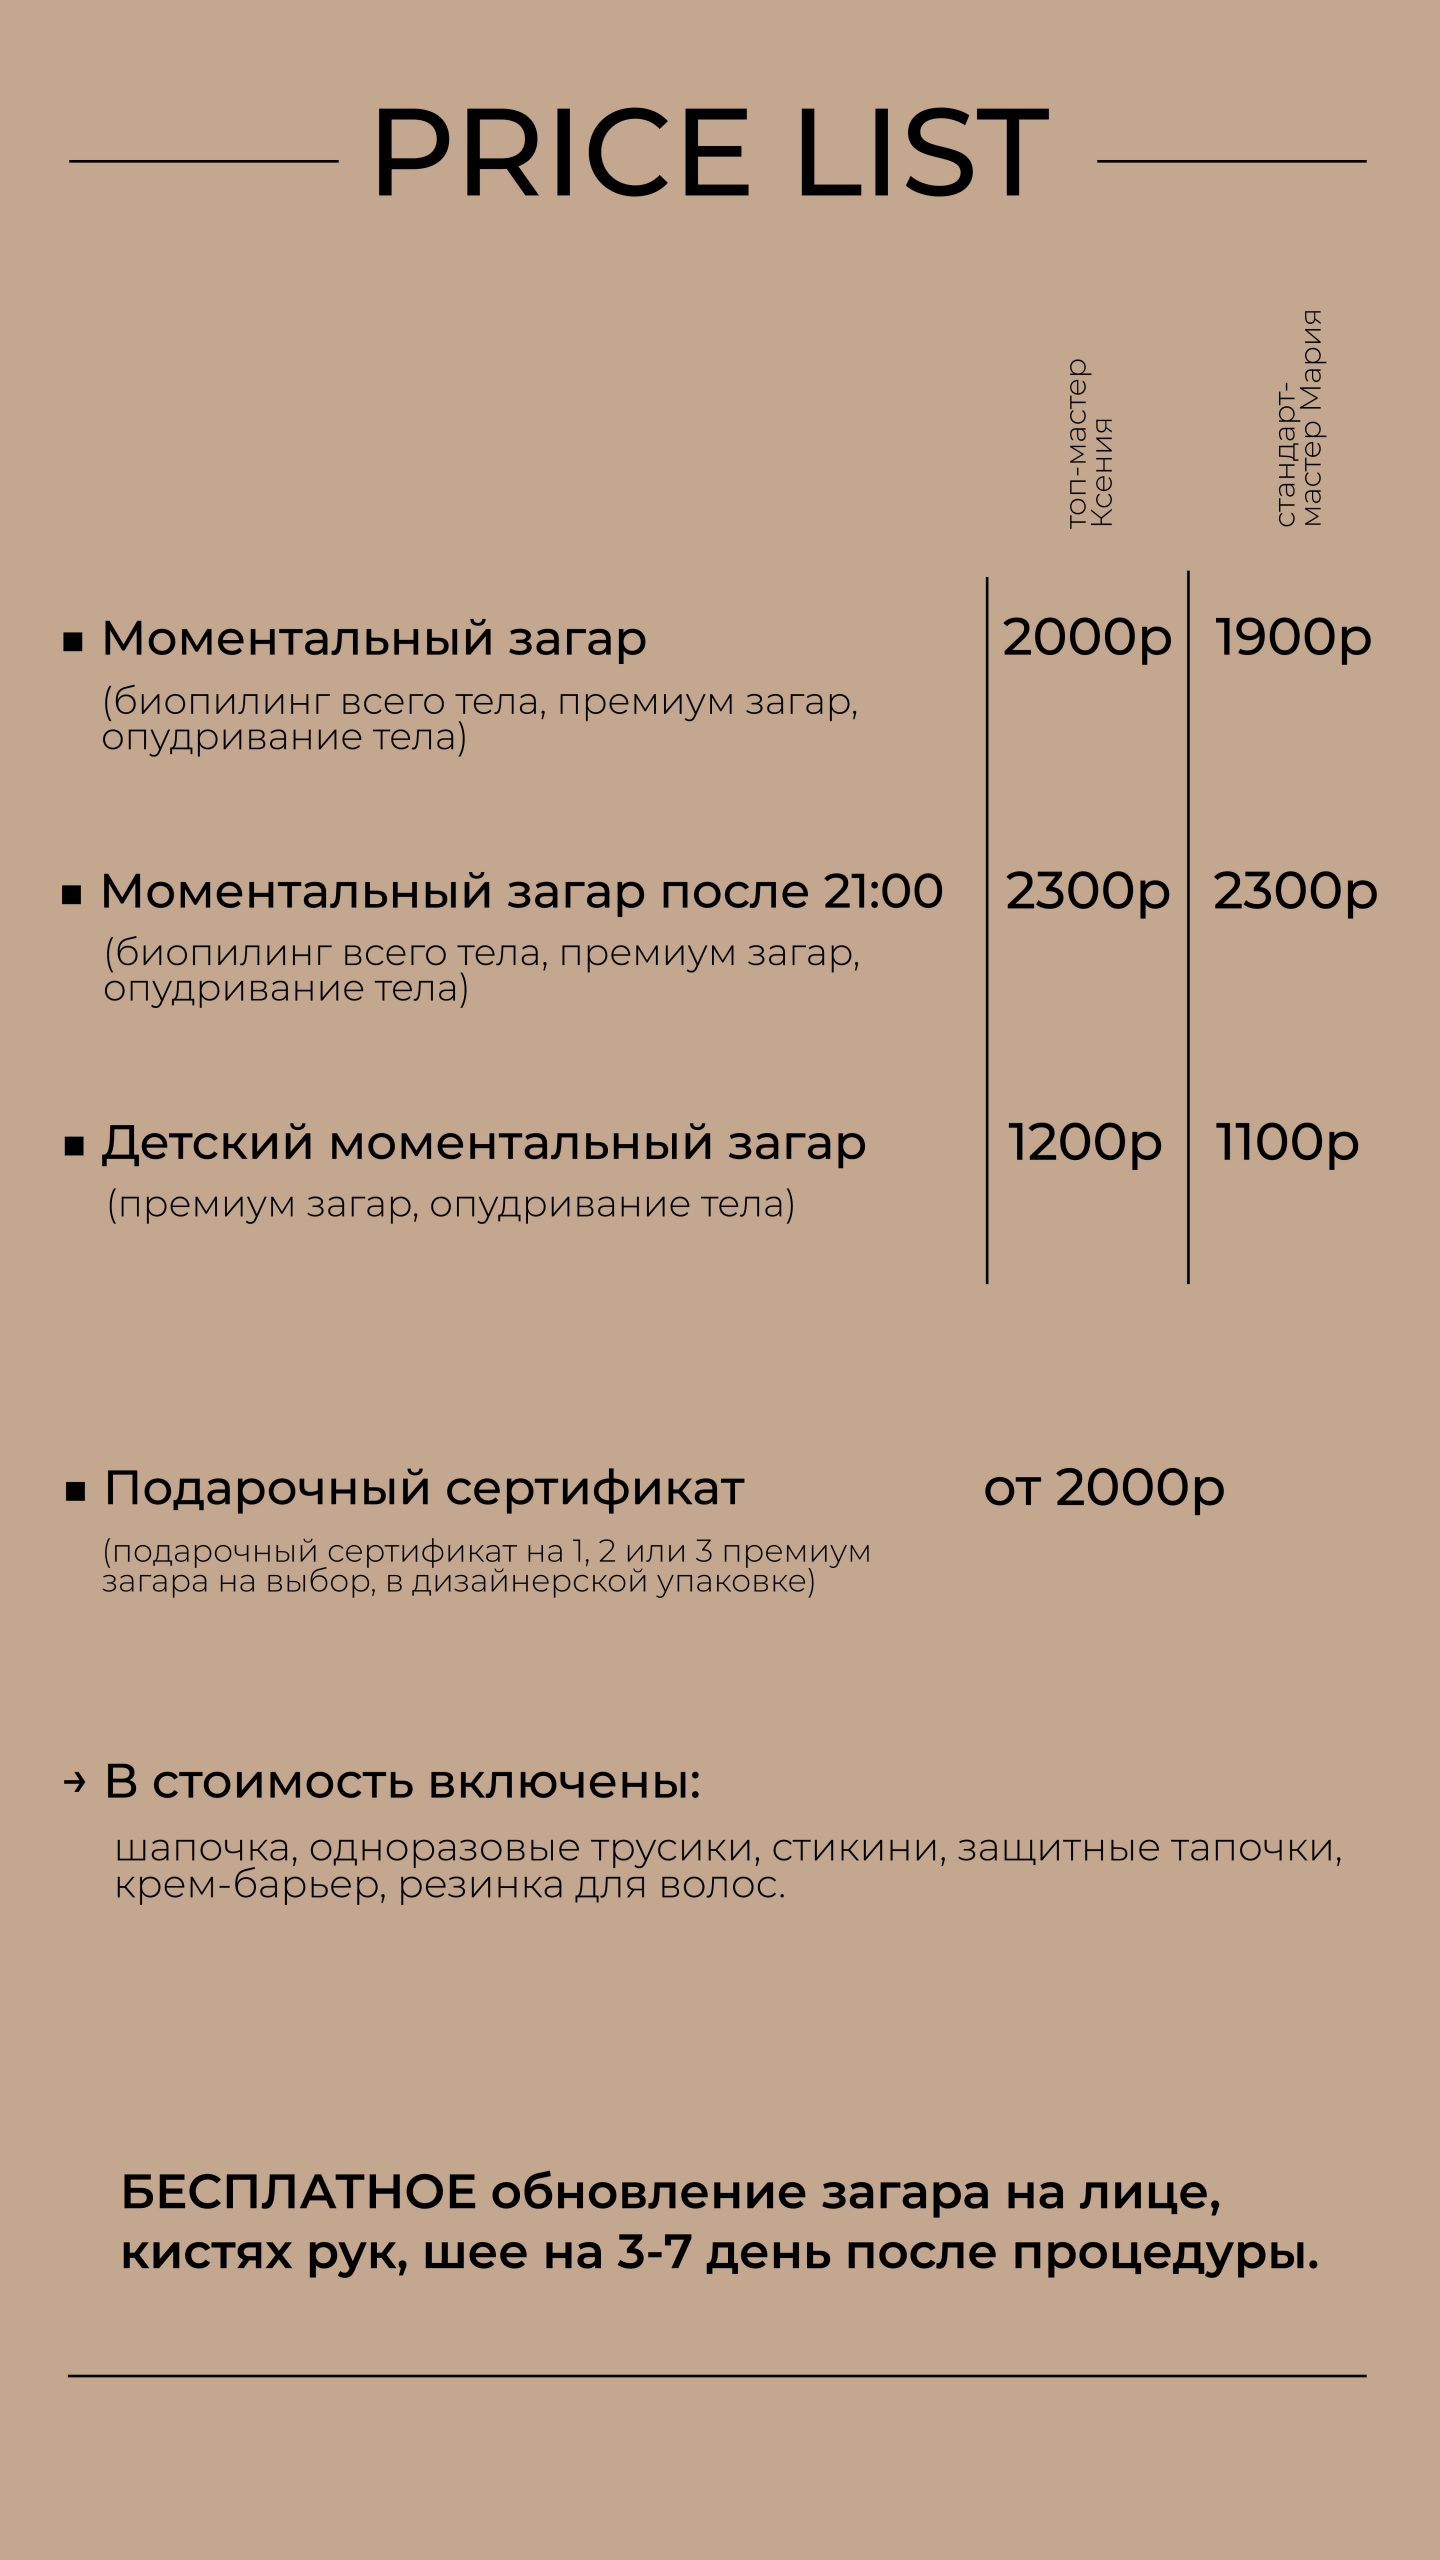 PRICE LIST
топ-мастер
Ксения
стандарт-
мастер Мария
▪ Моментальный загар 2000р 1900р
(биопилинг всего тела, премиум загар,
опудривание тела)
▪ Моментальный загар после 21:00 2300р 2300р
(биопилинг всего тела, премиум загар,
опудривание тела)
▪ Детский моментальный загар 1200р 1100р
(премиум загар, опудривание тела)
▪ Подарочный сертификат от 2000р
(подарочный сертификат на 1, 2 или 3 премиум
загара на выбор, в дизайнерской упаковке)
→ В стоимость включены:
шапочка, одноразовые трусики, стикини, защитные тапочки,
крем-барьер, резинка для волос.
БЕСПЛАТНОЕ обновление загара на лице,
кистях рук, шее на 3-7 день после процедуры.